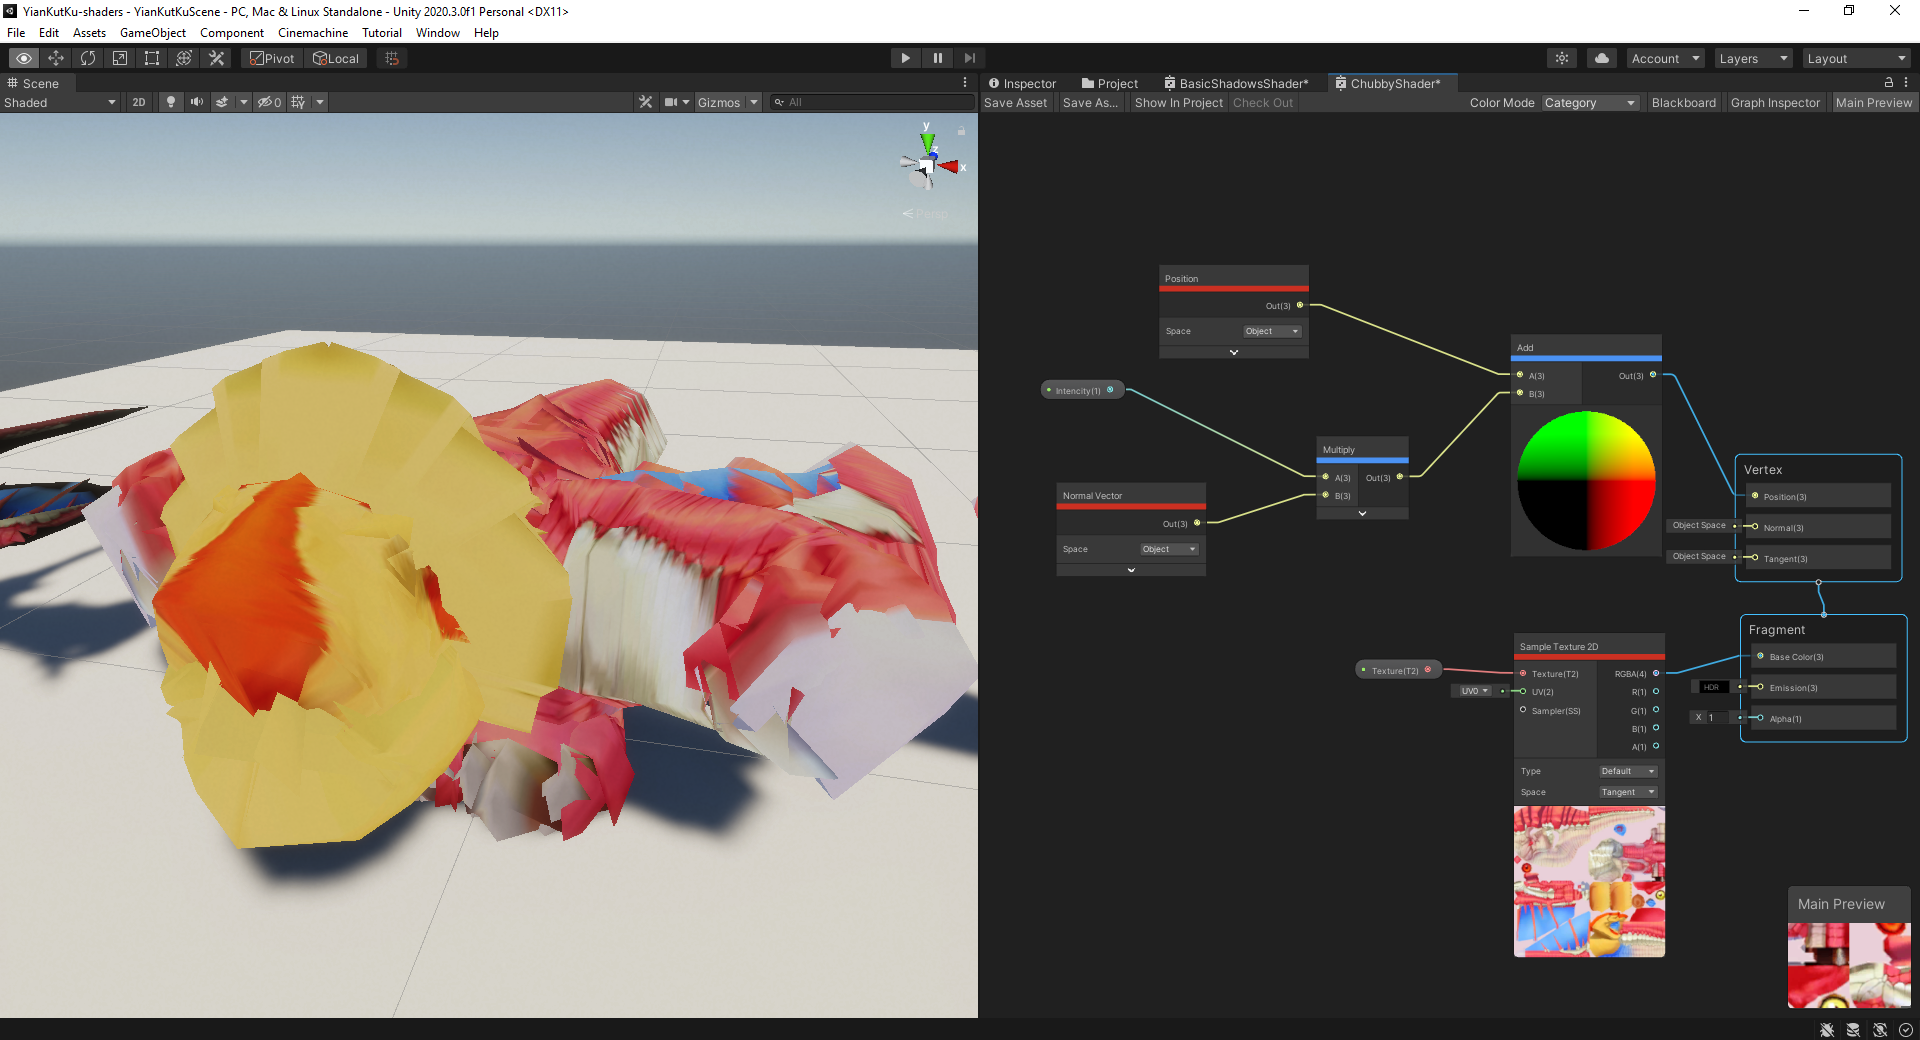 YianKutKu-shaders - YianKutKuScene - PC, Mac & Linux Standalone - Unity 2020.3.0f1 Personal <DX11>
File Edit Assets GameObject Component Cinemachine Tutorial Window Help
Pivot Local Account Layers Layout
Scene Inspector Project BasicShadowsShader* ChubbyShader*
Shaded 2D 0 Gizmos All Save Asset Save As... Show In Project Check Out Color Mode Category Blackboard Graph Inspector Main Preview
y
x
Persp
Position
Out(3)
Space Object
Intencity(1)
Normal Vector
Out(3)
Space Object
Multiply
A(3) Out(3)
B(3)
Add
A(3) Out(3)
B(3)
Vertex
Position(3)
Object Space Normal(3)
Object Space Tangent(3)
Fragment
Base Color(3)
HDR Emission(3)
X 1 Alpha(1)
Texture(T2)
UV0
Sample Texture 2D
Texture(T2) RGBA(4)
UV(2) R(1)
Sampler(SS) G(1)
B(1)
A(1)
Type Default
Space Tangent
Main Preview